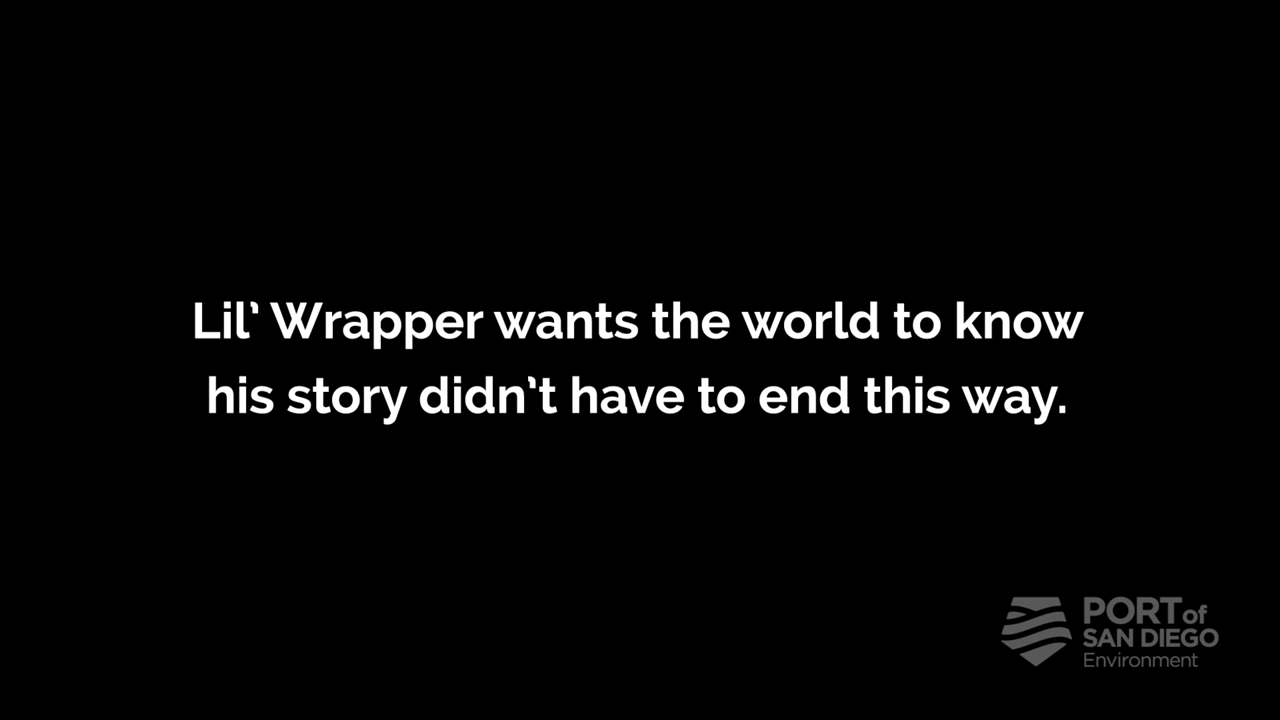 Lil’ Wrapper wants the world to know
his story didn’t have to end this way.
PORT of
SAN DIEGO
Environment